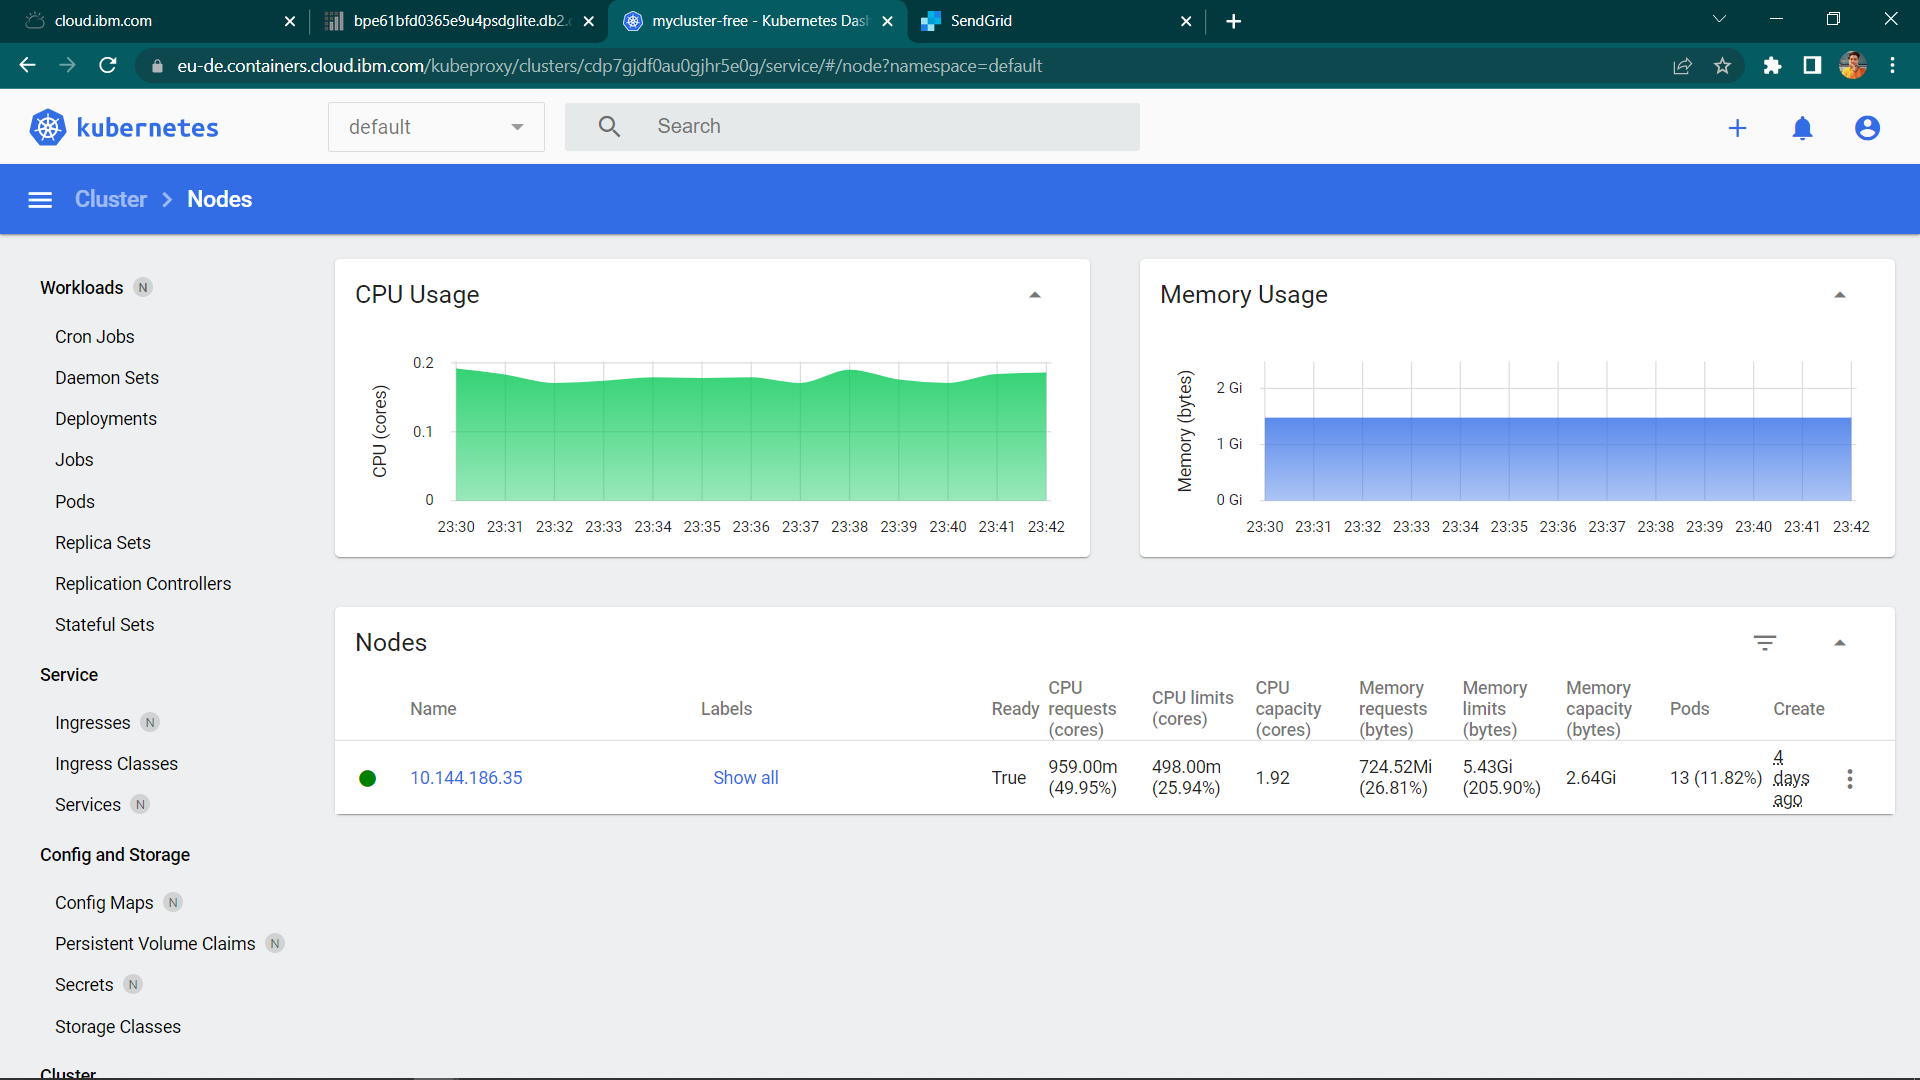 cloud.ibm.com
bpe61bfd0365e9u4psdglite.db2.
mycluster-free - Kubernetes Dash
SendGrid
eu-de.containers.cloud.ibm.com/kubeproxy/clusters/cdp7gjdf0au0gjhr5e0g/service/#/node?namespace=default
kubernetes
default
Search
Cluster
Nodes
Workloads N
Cron Jobs
Daemon Sets
Deployments
Jobs
Pods
Replica Sets
Replication Controllers
Stateful Sets
Service
Ingresses N
Ingress Classes
Services N
Config and Storage
Config Maps N
Persistent Volume Claims N
Secrets N
Storage Classes
Cluster
CPU Usage
CPU (cores)
0.2
0.1
0
23:30 23:31 23:32 23:33 23:34 23:35 23:36 23:37 23:38 23:39 23:40 23:41 23:42
Memory Usage
Memory (bytes)
2 Gi
1 Gi
0 Gi
23:30 23:31 23:32 23:33 23:34 23:35 23:36 23:37 23:38 23:39 23:40 23:41 23:42
Nodes
Name
Labels
Ready
CPU
requests
(cores)
CPU limits
(cores)
CPU
capacity
(cores)
Memory
requests
(bytes)
Memory
limits
(bytes)
Memory
capacity
(bytes)
Pods
Create
10.144.186.35
Show all
True
959.00m
(49.95%)
498.00m
(25.94%)
1.92
724.52Mi
(26.81%)
5.43Gi
(205.90%)
2.64Gi
13 (11.82%)
4
days
ago